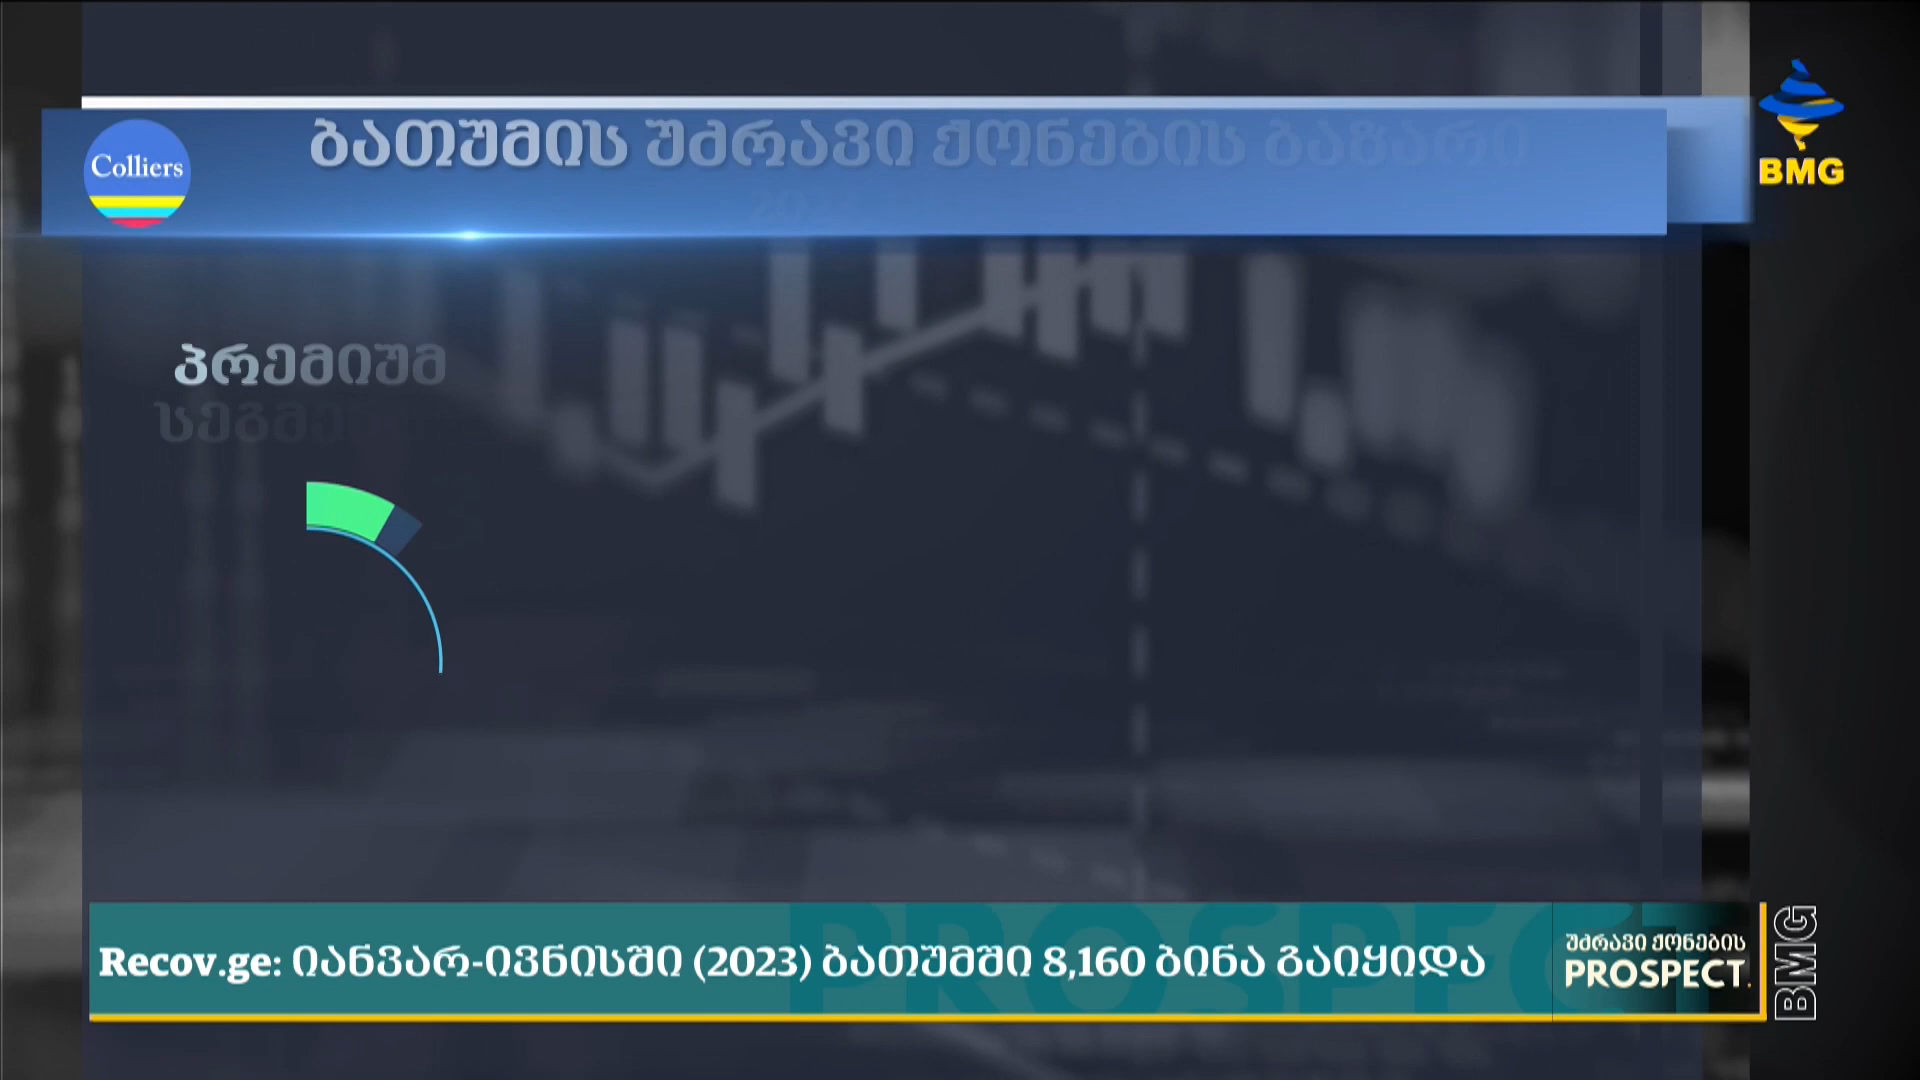 Colliers
ბათუმის უძრავი ქონების ბაზარი
BMG
პრემიუმ
Recov.ge: იანვარ-ივნისში (2023) ბათუმში 8,160 ბინა გაიყიდა
უძრავი ქონების
PROSPECT.
BMG
PROSPECT